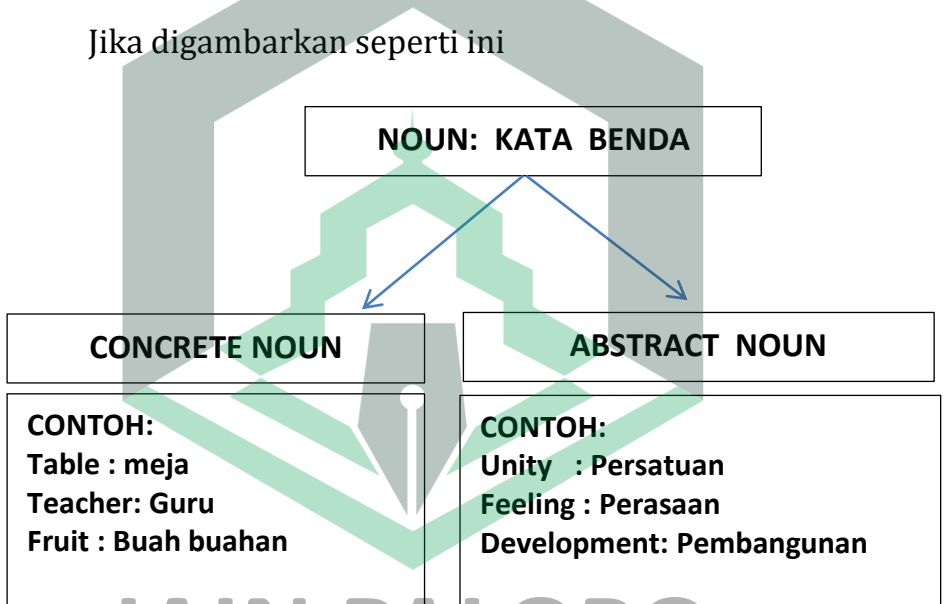 Jika digambarkan seperti ini
NOUN: KATA BENDA
CONCRETE NOUN
ABSTRACT NOUN
CONTOH:
Table : meja
Teacher: Guru
Fruit : Buah buahan
CONTOH:
Unity : Persatuan
Feeling : Perasaan
Development: Pembangunan